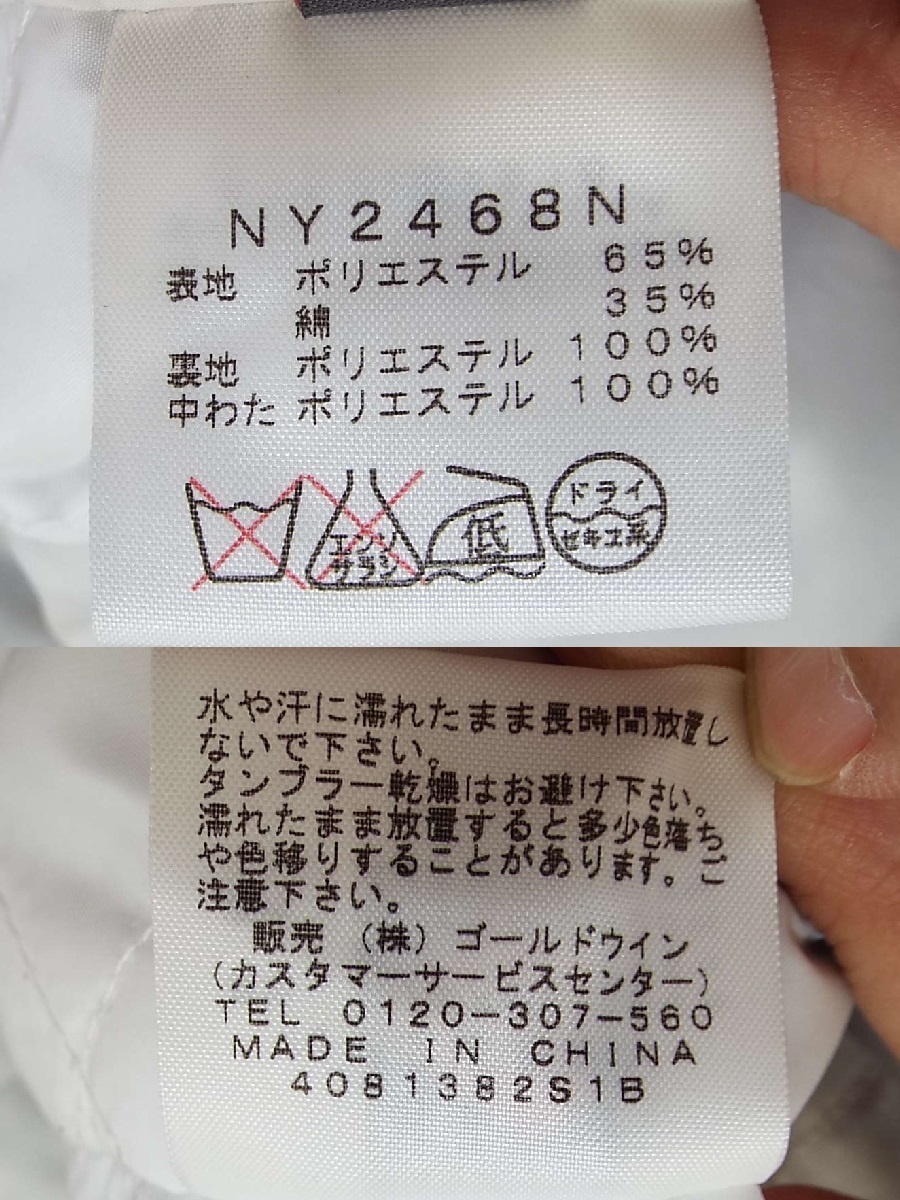 NY2468N
表地 ポリエステル 65%
綿 35%
裏地 ポリエステル 100%
中わた ポリエステル 100%
エンソ
サラシ
低
ドライ
セキユ系
水や汗に濡れたまま長時間放置し
ないで下さい。
タンブラー乾燥はお避け下さい。
濡れたまま放置すると多少色落ち
や色移りすることがあります。ご
注意下さい。
販売 (株) ゴールドウイン
(カスタマーサービスセンター)
TEL 0120-307-560
MADE IN CHINA
4081382S1B